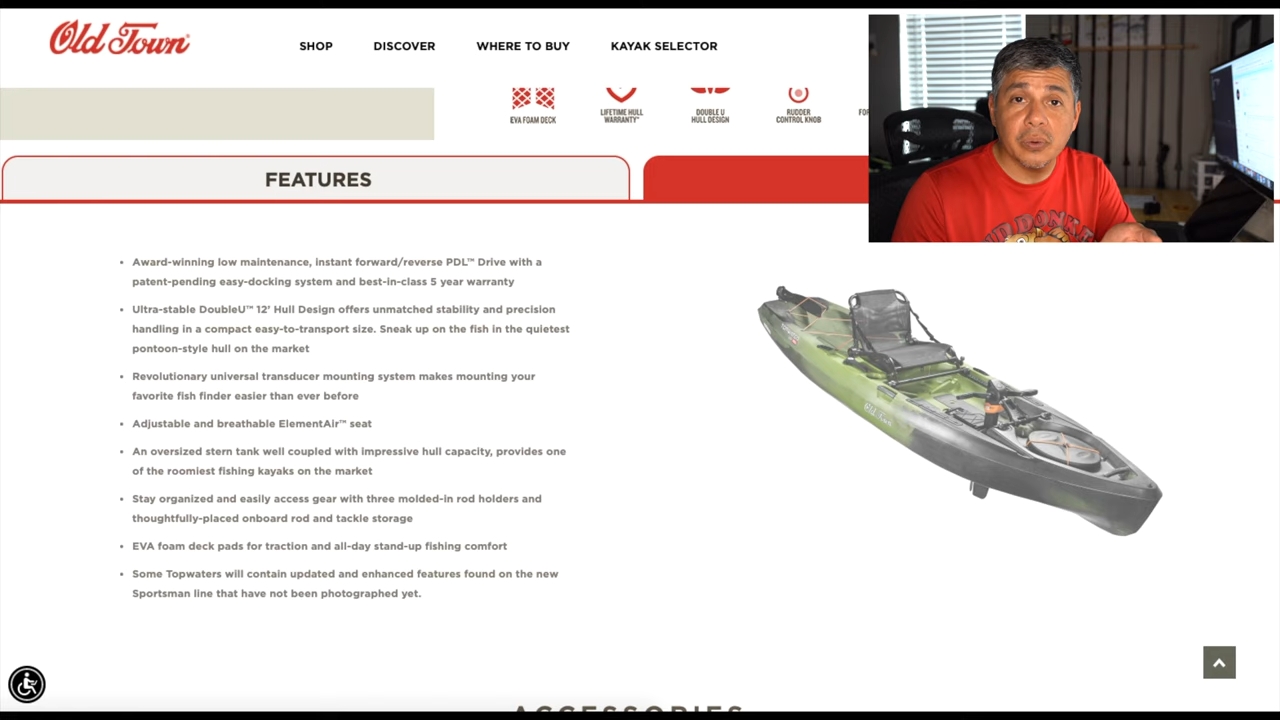 Old Town
SHOP
DISCOVER
WHERE TO BUY
KAYAK SELECTOR
EVA FOAM DECK
LIFETIME HULL
WARRANTY*
DOUBLE U
HULL DESIGN
RUDDER
CONTROL KNOB
FEATURES
• Award-winning low maintenance, instant forward/reverse PDL™ Drive with a
patent-pending easy-docking system and best-in-class 5 year warranty
• Ultra-stable DoubleU™ 12' Hull Design offers unmatched stability and precision
handling in a compact easy-to-transport size. Sneak up on the fish in the quietest
pontoon-style hull on the market
• Revolutionary universal transducer mounting system makes mounting your
favorite fish finder easier than ever before
• Adjustable and breathable ElementAir™ seat
• An oversized stern tank well coupled with impressive hull capacity, provides one
of the roomiest fishing kayaks on the market
• Stay organized and easily access gear with three molded-in rod holders and
thoughtfully-placed onboard rod and tackle storage
• EVA foam deck pads for traction and all-day stand-up fishing comfort
• Some Topwaters will contain updated and enhanced features found on the new
Sportsman line that have not been photographed yet.
Old Town
ACCESSORIES